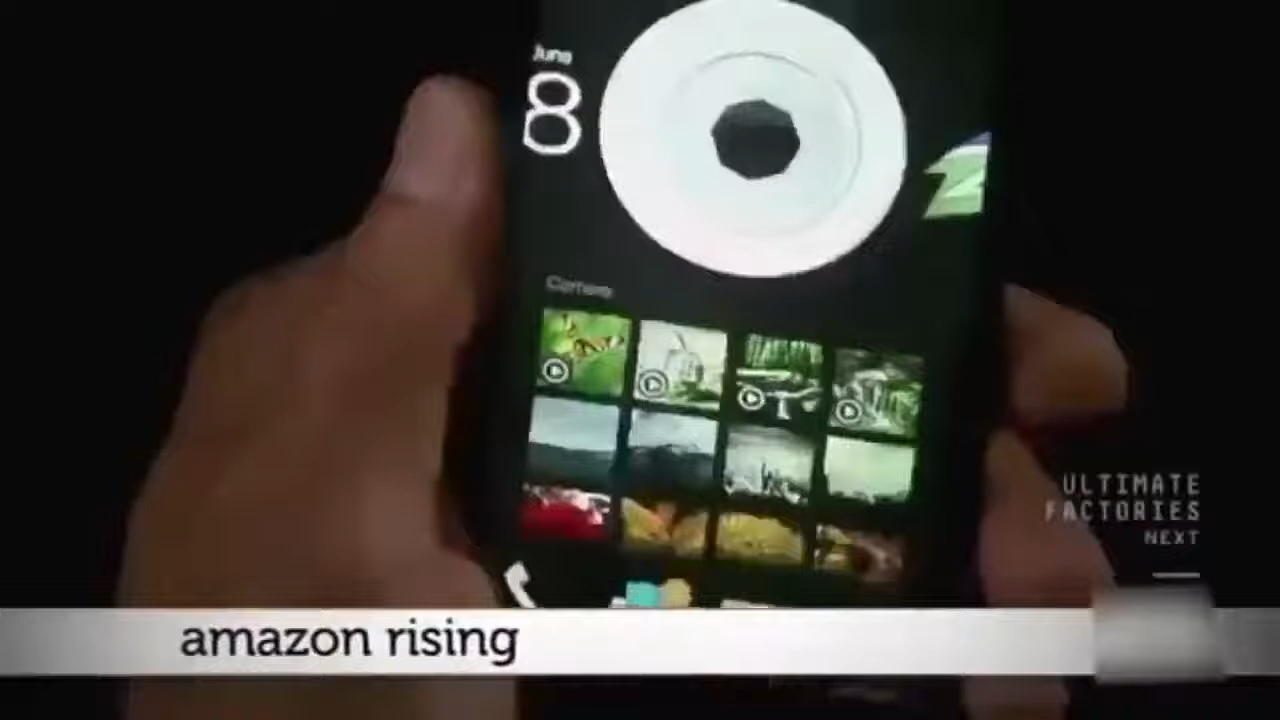 June
8
Camera
ULTIMATE
FACTORIES
NEXT
amazon rising